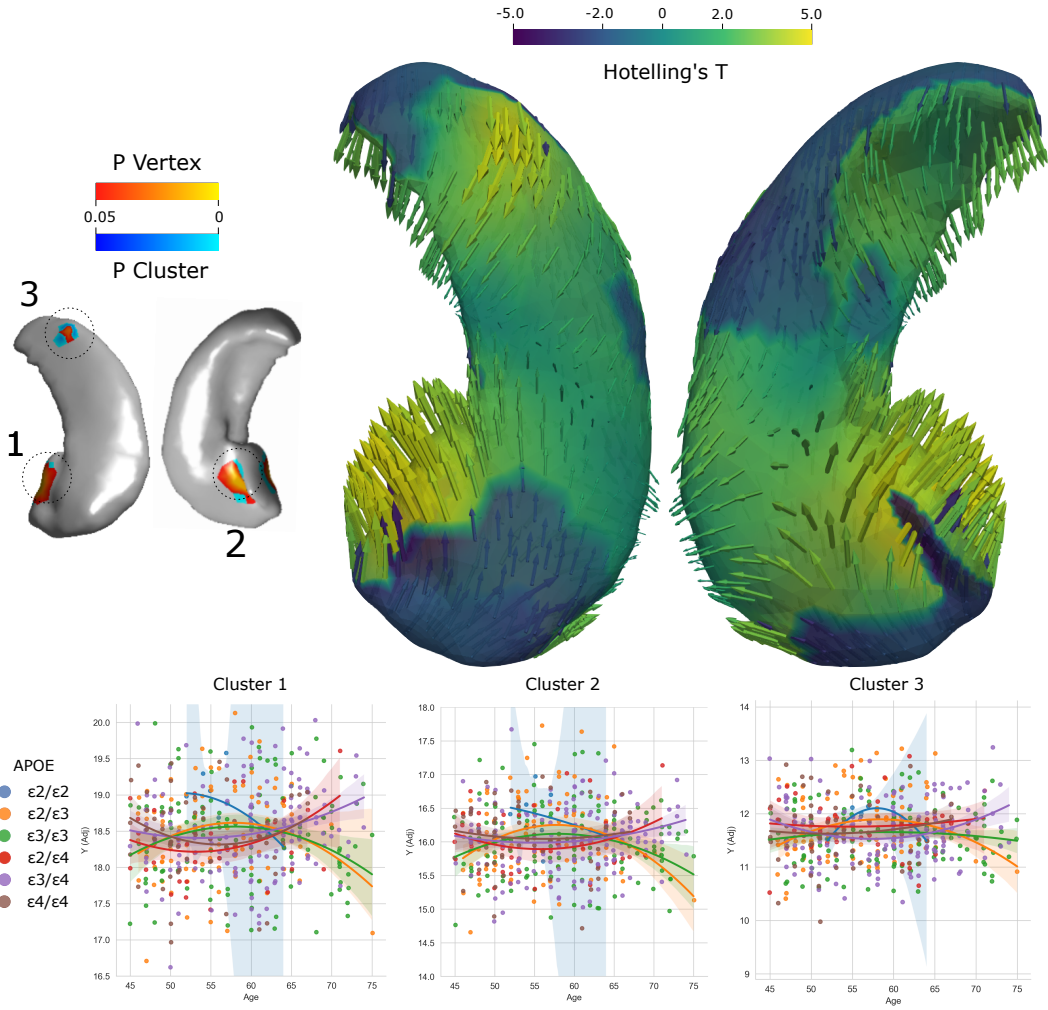 -5.0 -2.0 0 2.0 5.0
Hotelling's T
P Vertex
0.05 0
P Cluster
3
1
2
Cluster 1 Cluster 2 Cluster 3
APOE
ε2/ε2
ε2/ε3
ε3/ε3
ε2/ε4
ε3/ε4
ε4/ε4
Y (Adj)
20.0
19.5
19.0
18.5
18.0
17.5
17.0
16.5
45 50 55 60 65 70 75
Age
Y (Adj)
18.0
17.5
17.0
16.5
16.0
15.5
15.0
14.5
14.0
45 50 55 60 65 70 75
Age
Y (Adj)
14
13
12
11
10
9
45 50 55 60 65 70 75
Age